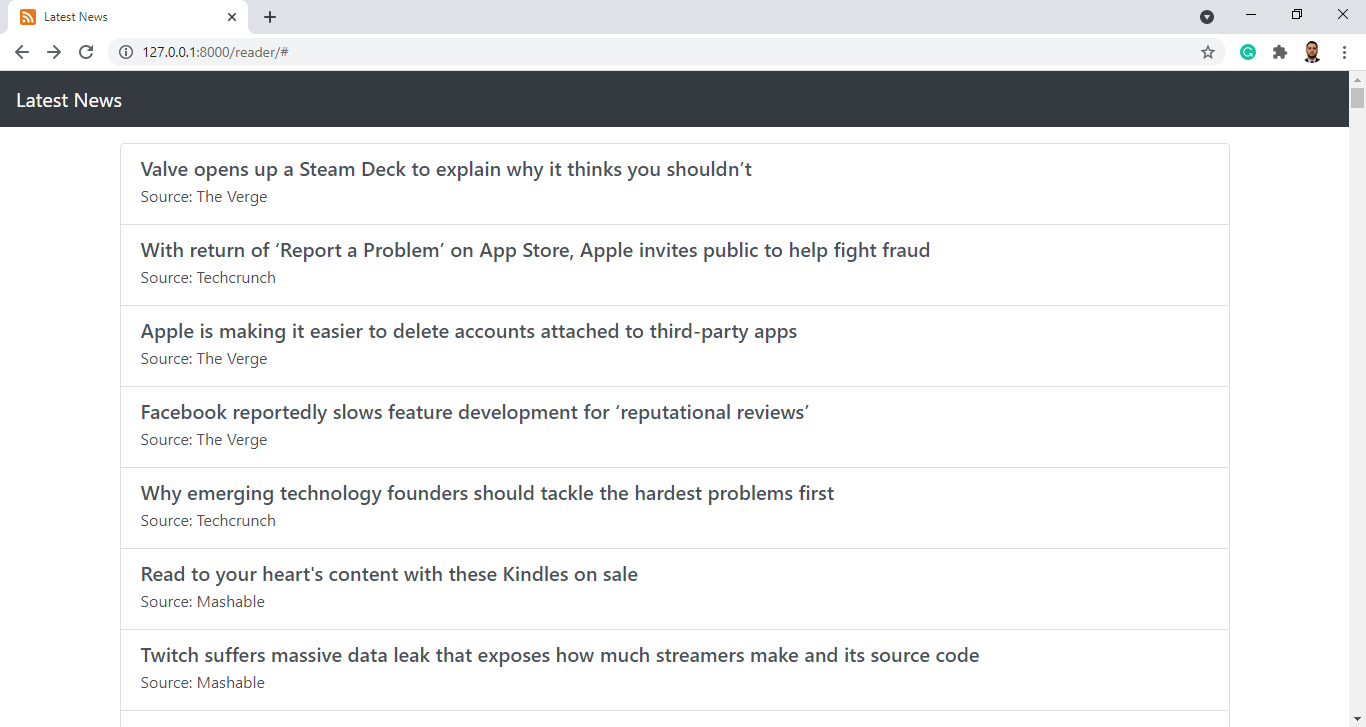 Latest News
127.0.0.1:8000/reader/#
Latest News
Valve opens up a Steam Deck to explain why it thinks you shouldn’t
Source: The Verge
With return of ‘Report a Problem’ on App Store, Apple invites public to help fight fraud
Source: Techcrunch
Apple is making it easier to delete accounts attached to third-party apps
Source: The Verge
Facebook reportedly slows feature development for ‘reputational reviews’
Source: The Verge
Why emerging technology founders should tackle the hardest problems first
Source: Techcrunch
Read to your heart's content with these Kindles on sale
Source: Mashable
Twitch suffers massive data leak that exposes how much streamers make and its source code
Source: Mashable